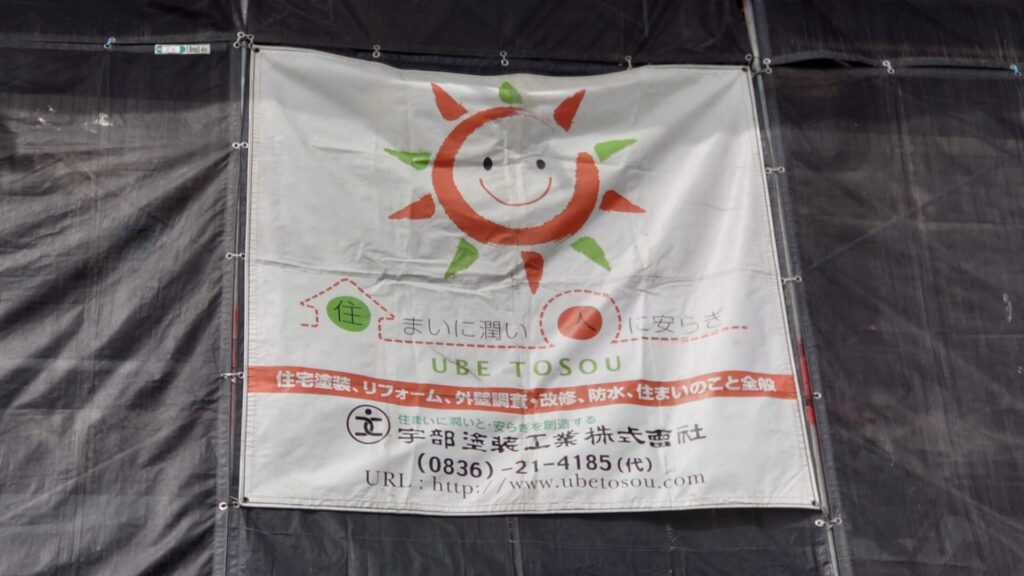 住まいに潤い人に安らぎ
UBE TOSOU
住宅塗装、リフォーム、外壁調査・改修、防水、住まいのこと全般
住まいに潤いと・安らぎを創造する
宇部塗装工業株式会社
(0836)-21-4185(代)
URL : http://www.ubetosou.com